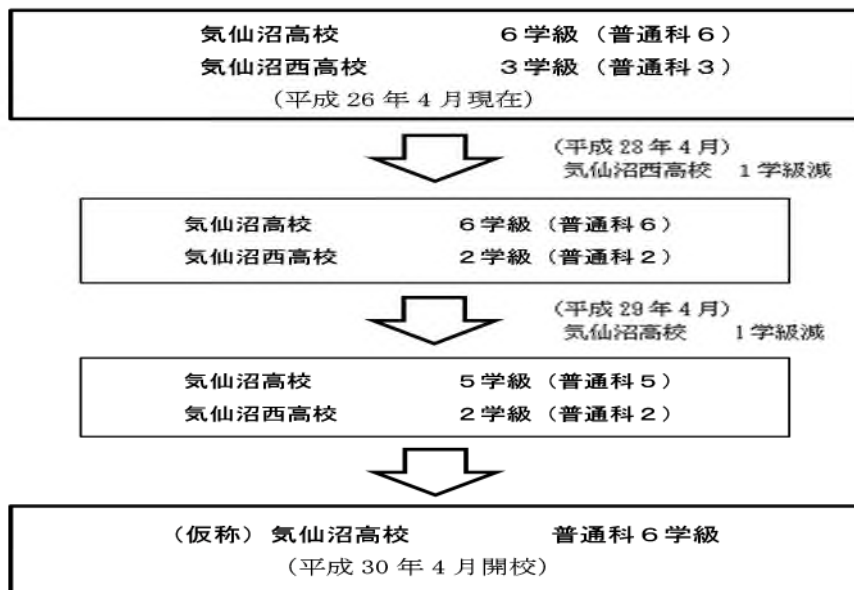 気仙沼高校 6学級（普通科6）
気仙沼西高校 3学級（普通科3）
（平成26年4月現在）
（平成28年4月）
気仙沼西高校 1学級減
気仙沼高校 6学級（普通科6）
気仙沼西高校 2学級（普通科2）
（平成29年4月）
気仙沼高校 1学級減
気仙沼高校 5学級（普通科5）
気仙沼西高校 2学級（普通科2）
（仮称）気仙沼高校 普通科6学級
（平成30年4月開校）